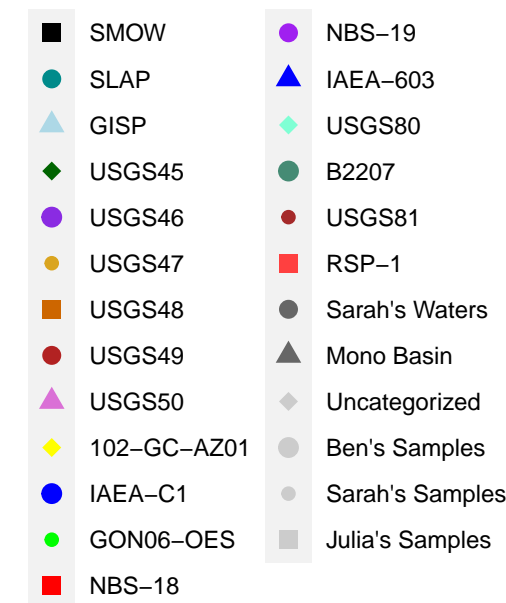 SMOW
SLAP
GISP
USGS45
USGS46
USGS47
USGS48
USGS49
USGS50
102−GC−AZ01
IAEA−C1
GON06−OES
NBS−18
NBS−19
IAEA−603
USGS80
B2207
USGS81
RSP−1
Sarah's Waters
Mono Basin
Uncategorized
Ben's Samples
Sarah's Samples
Julia's Samples